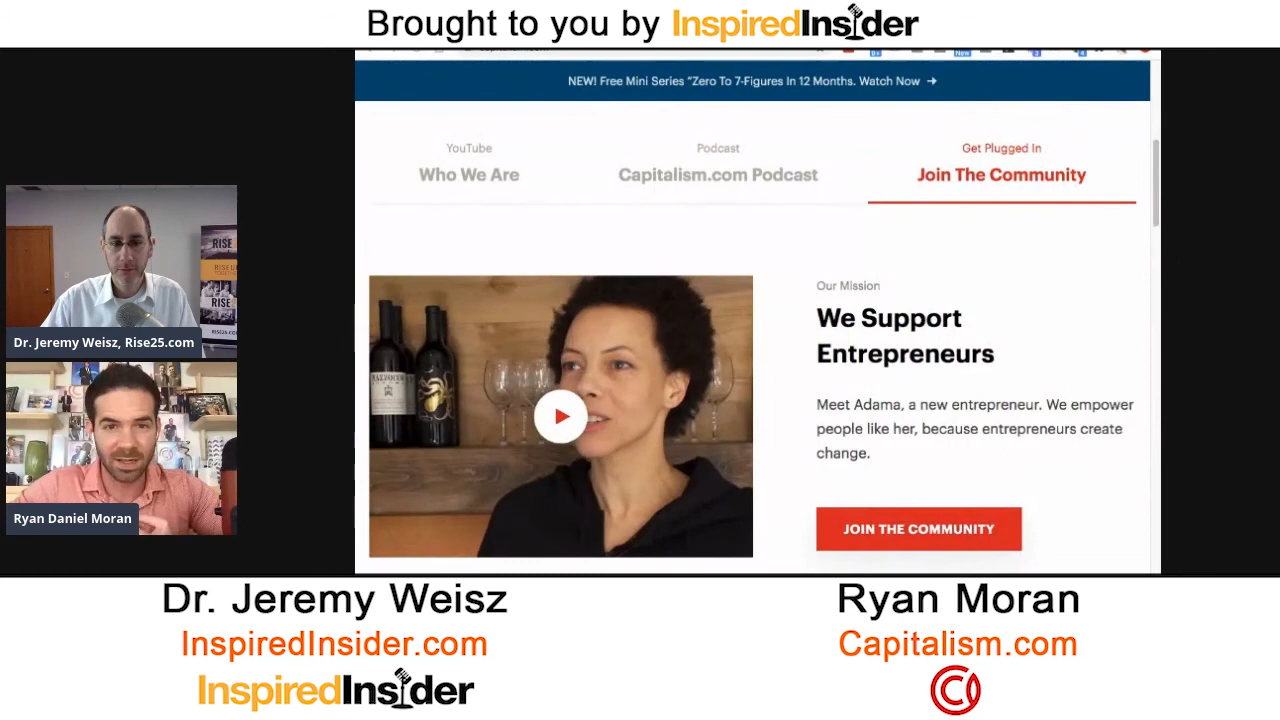 Brought to you by InspiredInsider
NEW! Free Mini Series "Zero To 7-Figures In 12 Months. Watch Now →
YouTube
Who We Are
Podcast
Capitalism.com Podcast
Get Plugged In
Join The Community
Our Mission
We Support
Entrepreneurs
Meet Adama, a new entrepreneur. We empower
people like her, because entrepreneurs create
change.
JOIN THE COMMUNITY
RISE
RISE
Dr. Jeremy Weisz, Rise25.com
Ryan Daniel Moran
Dr. Jeremy Weisz
InspiredInsider.com
InspiredInsider
Ryan Moran
Capitalism.com